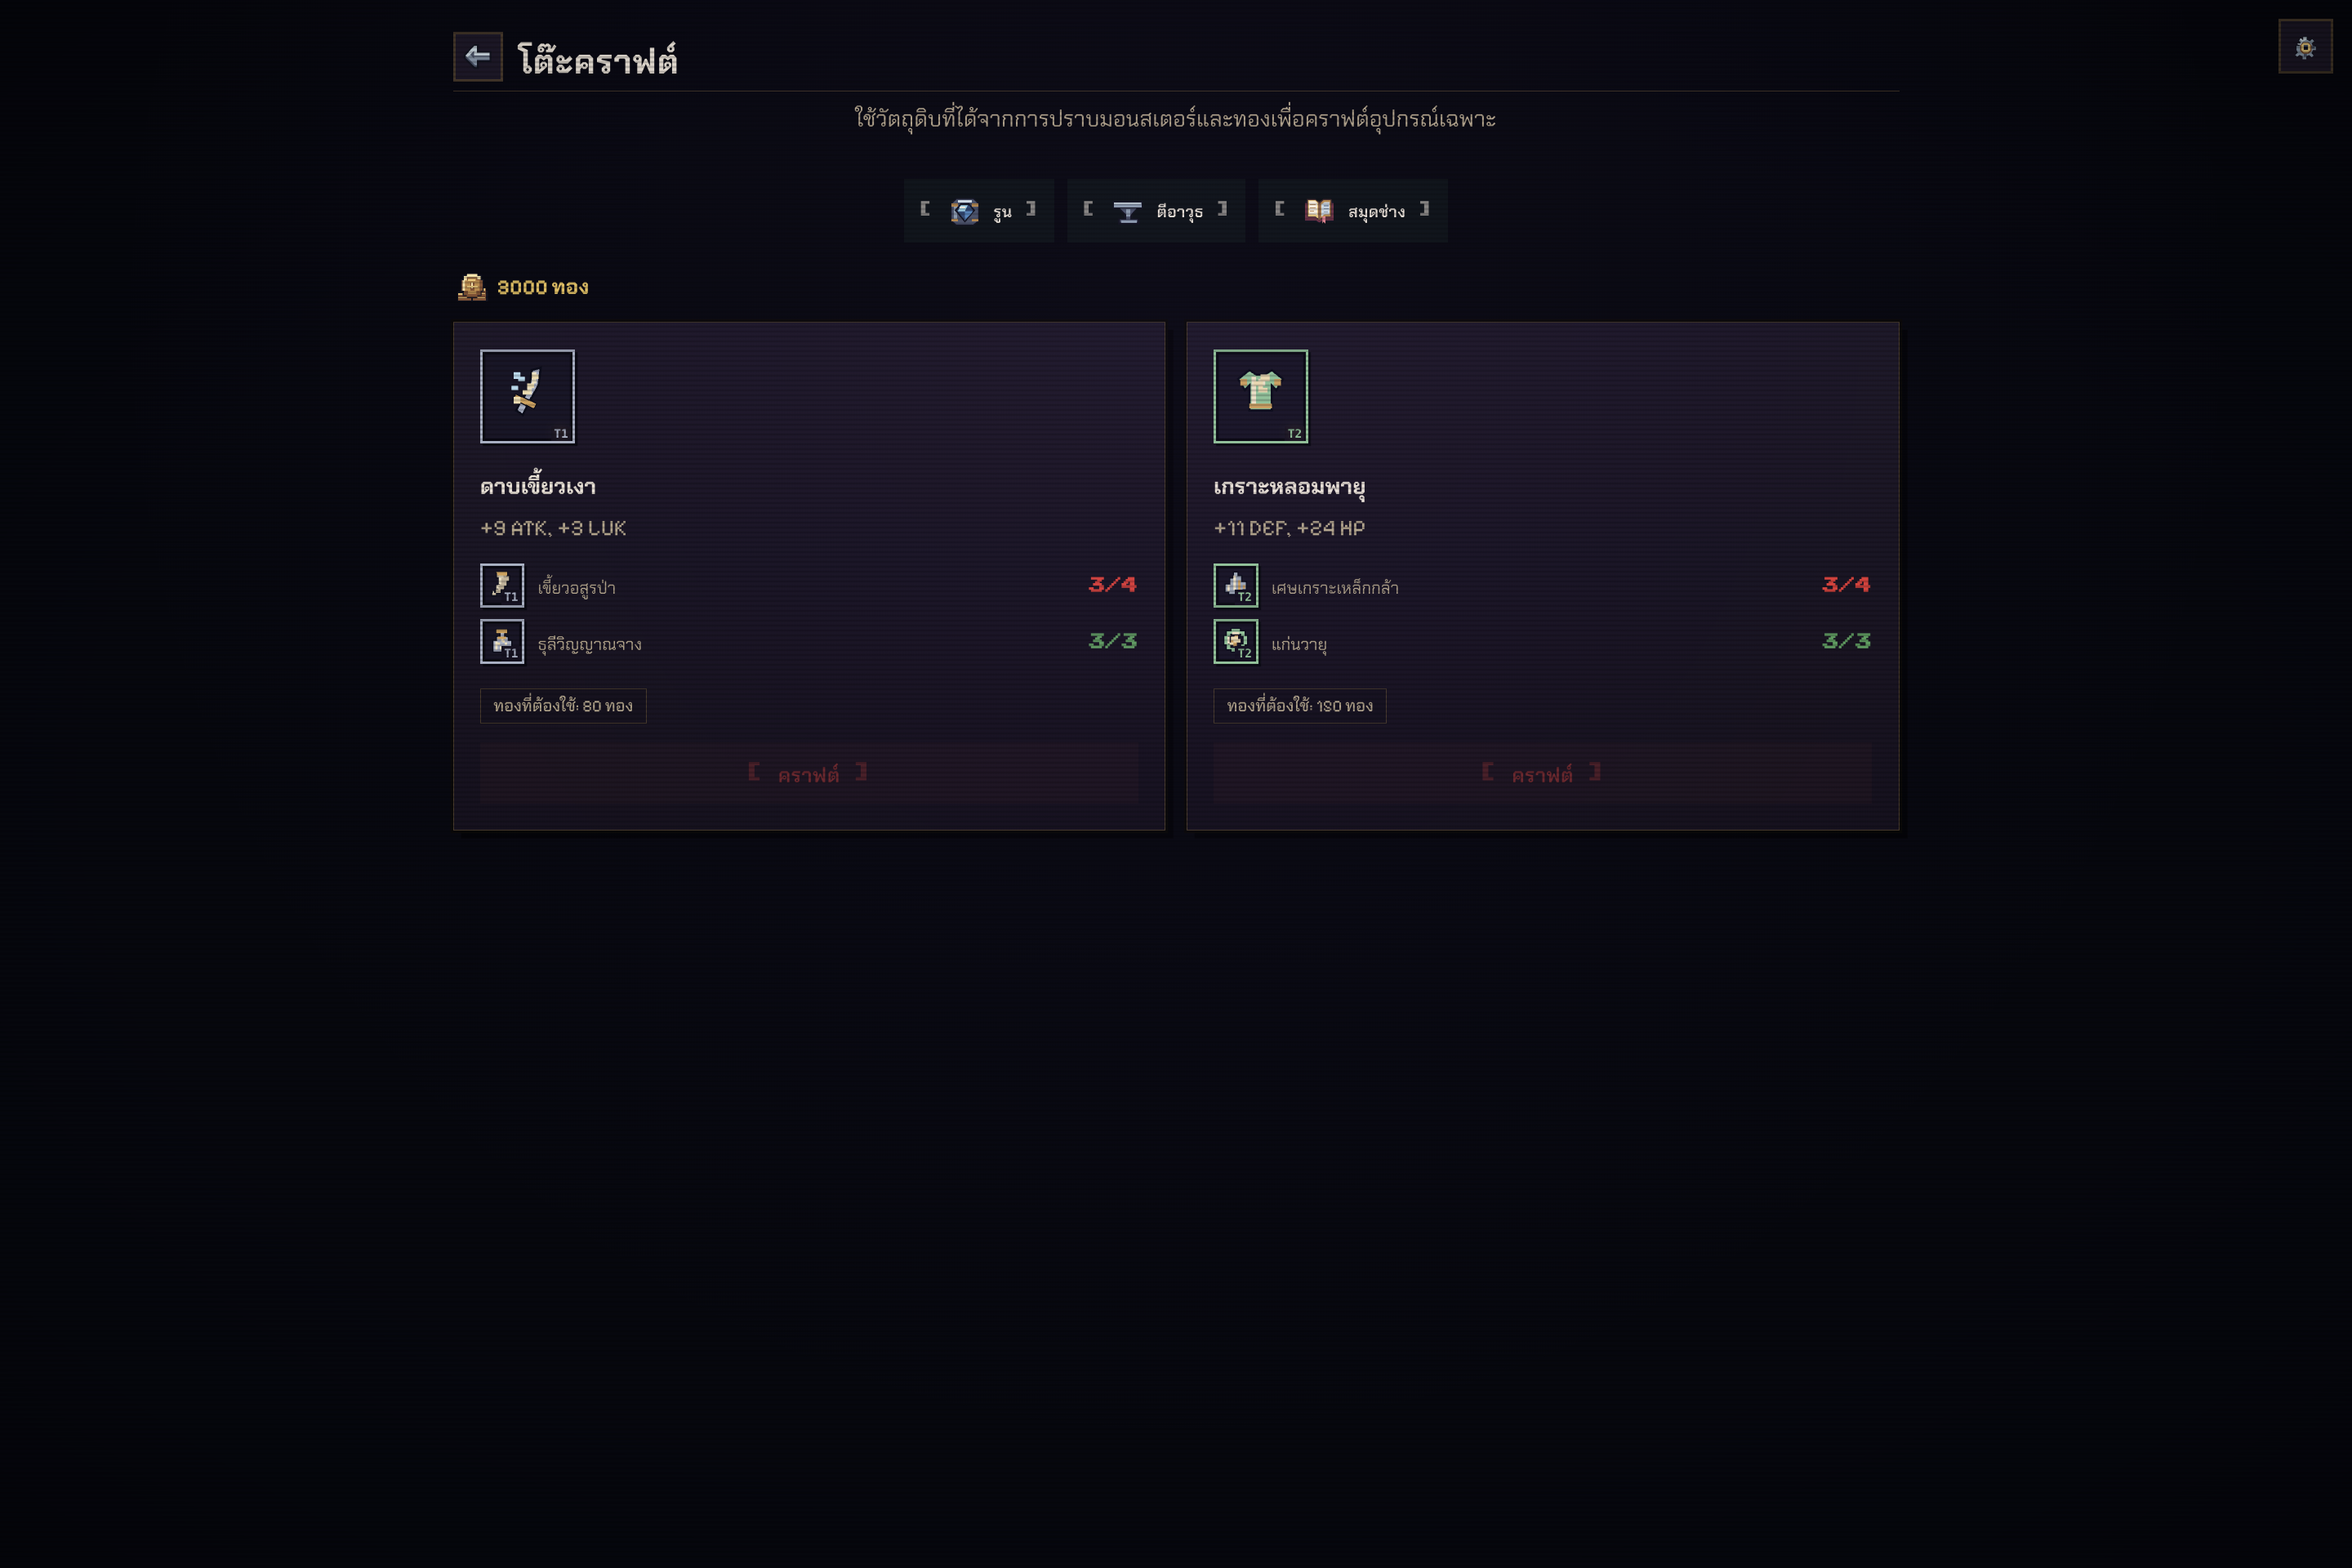 โต๊ะคราฟต์
ใช้วัตถุดิบที่ได้จากการปราบมอนสเตอร์และทองเพื่อคราฟต์อุปกรณ์เฉพาะ
[ รูน ] [ ตีอาวุธ ] [ สมุดช่าง ]
3000 ทอง
T1
ดาบเขี้ยวเงา
+9 ATK, +3 LUK
T1 เขี้ยวอสูรป่า 3/4
T1 ธุลีวิญญาณจาง 3/3
ทองที่ต้องใช้: 80 ทอง
[ คราฟต์ ]
T2
เกราะหลอมพายุ
+11 DEF, +24 HP
T2 เศษเกราะเหล็กกล้า 3/4
T2 แก่นวายุ 3/3
ทองที่ต้องใช้: 180 ทอง
[ คราฟต์ ]